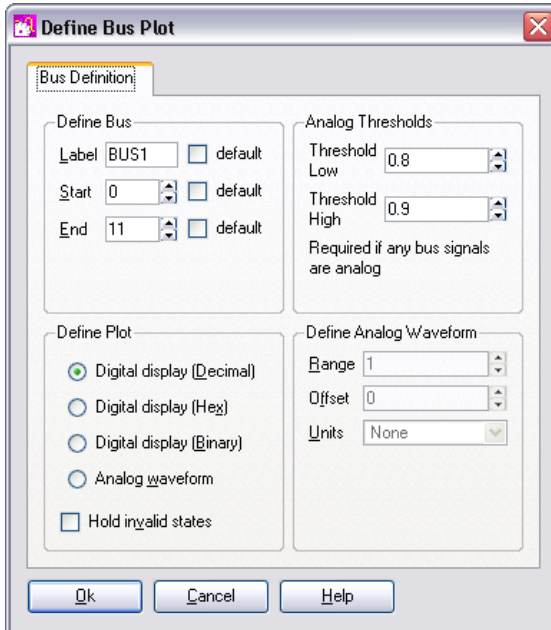 Define Bus Plot
Bus Definition
Define Bus
Label BUS1 default
Start 0 default
End 11 default
Analog Thresholds
Threshold Low 0.8
Threshold High 0.9
Required if any bus signals
are analog
Define Plot
Digital display (Decimal)
Digital display (Hex)
Digital display (Binary)
Analog waveform
Hold invalid states
Define Analog Waveform
Range 1
Offset 0
Units None
Ok Cancel Help